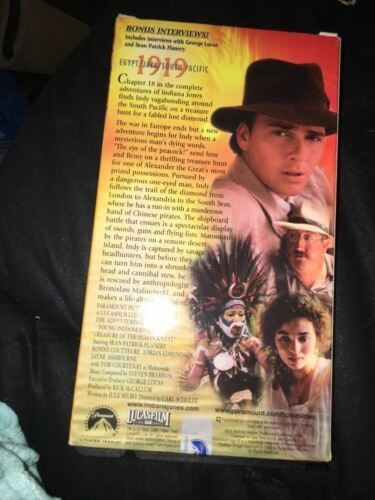 BONUS INTERVIEWS!
Includes interviews with George Lucas
and Sean Patrick Flanery.
1919
EGYPT/JAVA/SOUTH PACIFIC
Chapter 18 in the complete
adventures of Indiana Jones
finds Indy vagabonding around
the South Pacific on a treasure
hunt for a fabled lost diamond.
The war in Europe ends but a new
adventure begins for Indy when a
mysterious man's dying words,
"The eye of the peacock!" send him
and Remy on a thrilling treasure hunt
for one of Alexander the Great's most
prized possessions. Pursued by
a dangerous one-eyed man, Indy
follows the trail of the diamond from
London to Alexandria to the South Seas,
where he has a run-in with a murderous
band of Chinese pirates. The shipboard
battle that ensues is a spectacular display
of swords, guns and flying fists. Marooned
by the pirates on a remote desert
island, Indy is captured by savage
headhunters, but before they
can turn him into a shrunken
head and cannibal stew, he
is rescued by anthropologist
Bronislaw Malinowski, and
makes a life-
PARAMOUNT
A LUCASFILM LTD.
THE ADVENTURES
YOUNG INDIANA JONES
TREASURE OF THE PEACOCK'S EYE
Starring SEAN PATRICK FLANERY
RONNY COUTTEURE, ADRIAN EDMONDSON,
JAYNE ASHBOURNE
with TOM COURTENAY as Malinowski
Music Composed by STEVEN BRAMSON
Executive Producer GEORGE LUCAS
Produced by RICK McCALLUM
Written by JULE SELBO Directed by CARL SCHULTZ
www.indianajones.com
www.paramount.com/homevideo
Paramount
LUCASFILM
LTD.